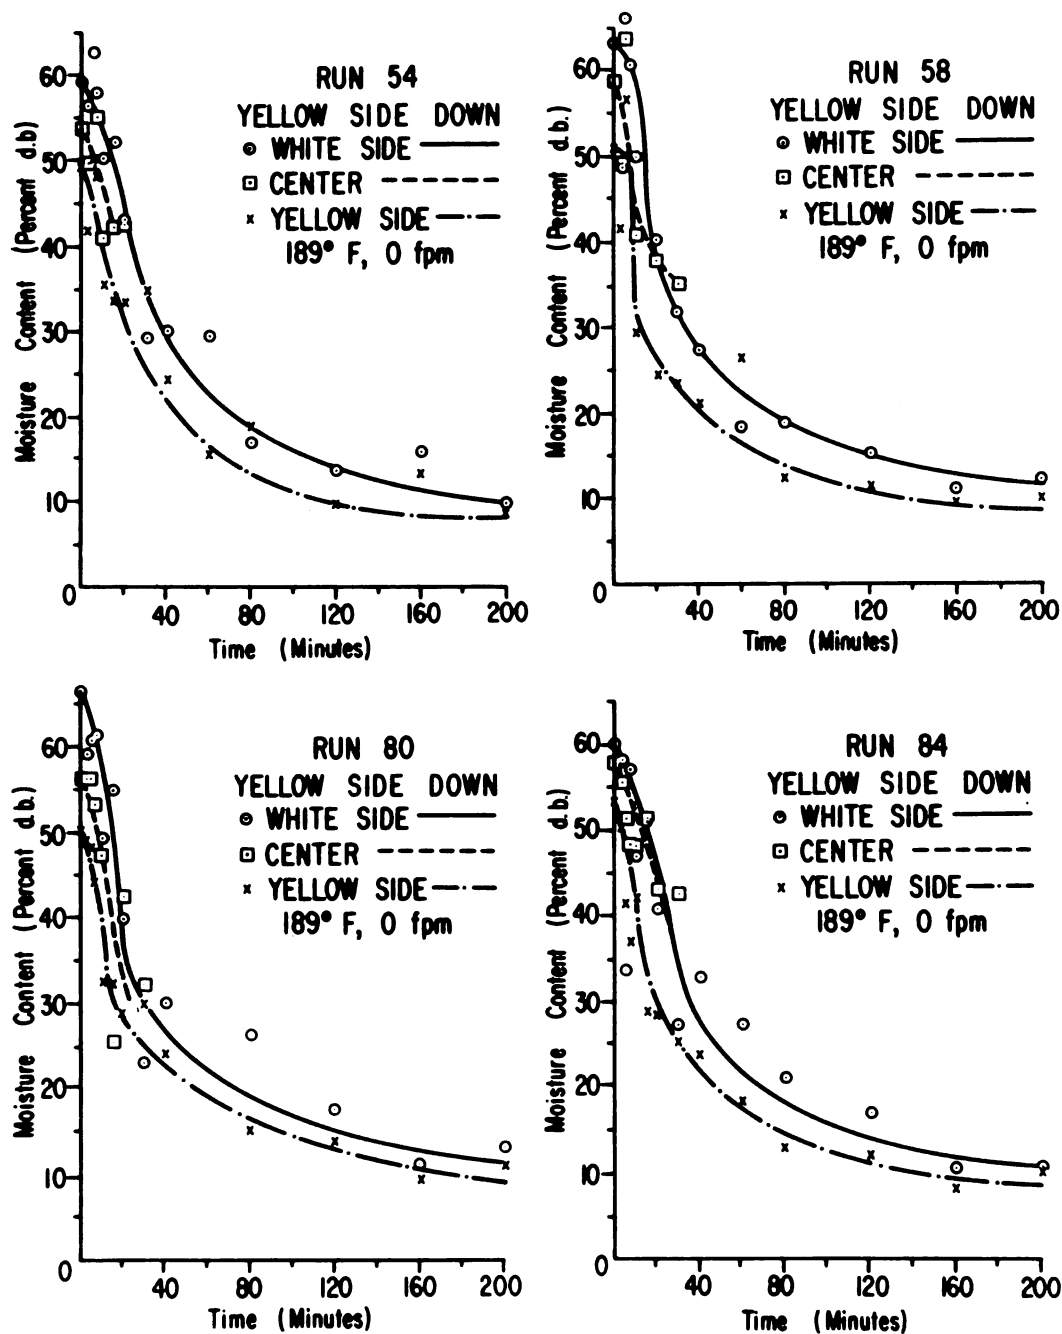 RUN 54
YELLOW SIDE DOWN
WHITE SIDE
CENTER
YELLOW SIDE
189° F, 0 fpm
Moisture Content (Percent d.b.)
60
50
40
30
20
10
0
40 80 120 160 200
Time (Minutes)
RUN 58
YELLOW SIDE DOWN
WHITE SIDE
CENTER
YELLOW SIDE
189° F, 0 fpm
Moisture Content (Percent d.b.)
60
50
40
30
20
10
0
40 80 120 160 200
Time (Minutes)
RUN 80
YELLOW SIDE DOWN
WHITE SIDE
CENTER
YELLOW SIDE
189° F, 0 fpm
Moisture Content (Percent d.b.)
60
50
40
30
20
10
0
40 80 120 160 200
Time (Minutes)
RUN 84
YELLOW SIDE DOWN
WHITE SIDE
CENTER
YELLOW SIDE
189° F, 0 fpm
Moisture Content (Percent d.b.)
60
50
40
30
20
10
0
40 80 120 160 200
Time (Minutes)